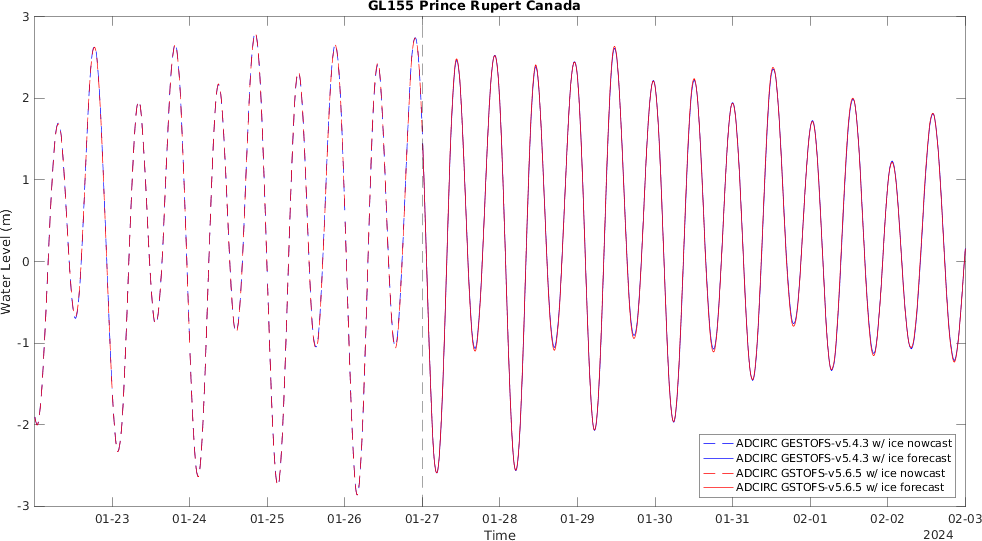 GL155 Prince Rupert Canada
3
2
1
0
-1
-2
-3
Water Level (m)
ADCIRC GESTOFS-v5.4.3 w/ ice nowcast
ADCIRC GESTOFS-v5.4.3 w/ ice forecast
ADCIRC GSTOFS-v5.6.5 w/ ice nowcast
ADCIRC GSTOFS-v5.6.5 w/ ice forecast
01-23 01-24 01-25 01-26 01-27 01-28 01-29 01-30 01-31 02-01 02-02 02-03
Time
2024